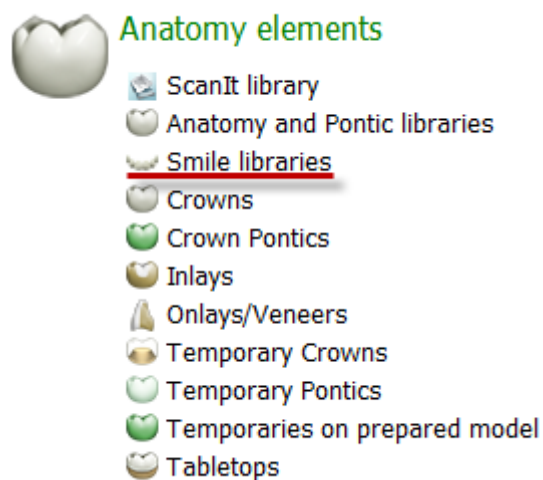 Anatomy elements
ScanIt library
Anatomy and Pontic libraries
Smile libraries
Crowns
Crown Pontics
Inlays
Onlays/Veneers
Temporary Crowns
Temporary Pontics
Temporaries on prepared model
Tabletops